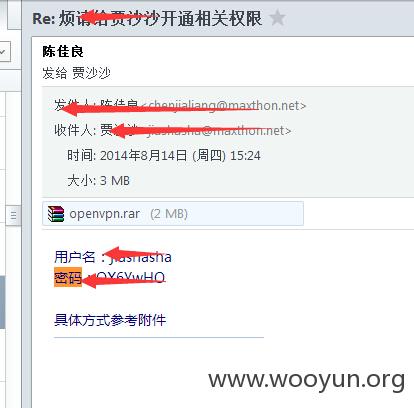 Re: 烦请给贾沙沙开通相关权限
陈佳良
发给 贾沙沙
发件人: 陈佳良 <chenjialiang@maxthon.net>
收件人: 贾沙沙 <jiashasha@maxthon.net>
时间: 2014年8月14日 (周四) 15:24
大小: 3 MB
openvpn.rar (2 MB)
用户名：jiashasha
密码：
具体方式参考附件
www.wooyun.org